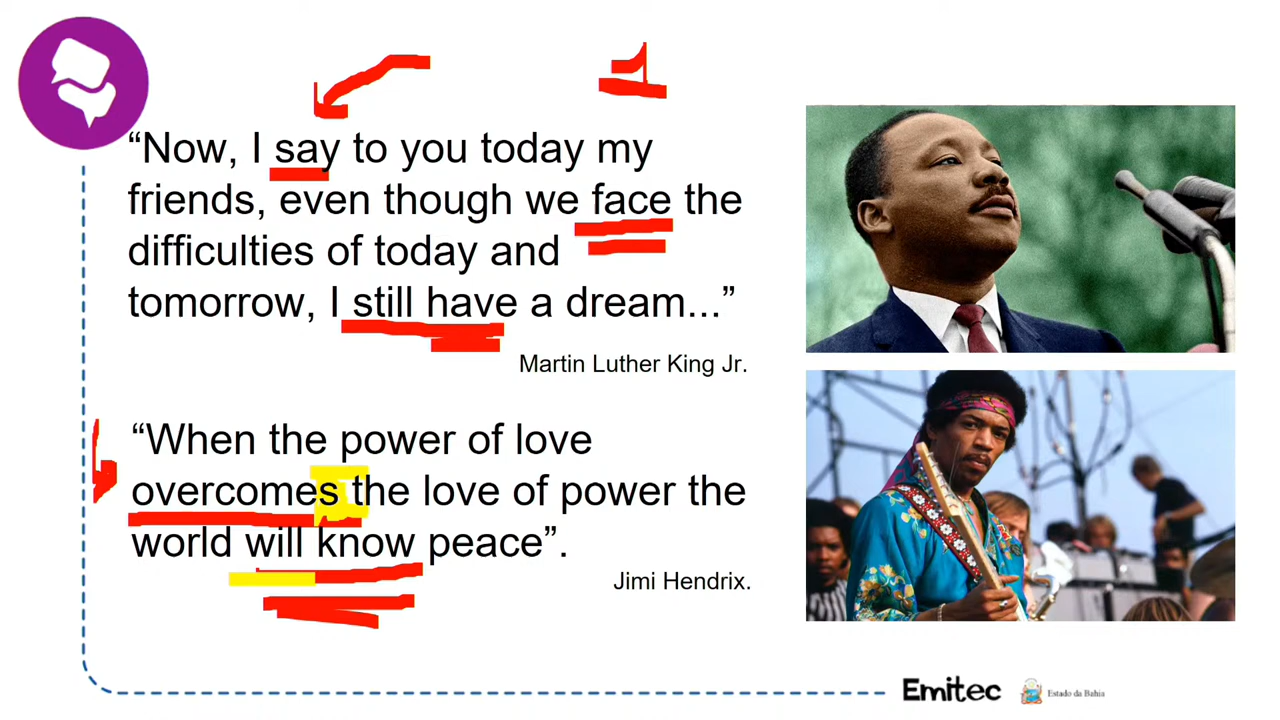 “Now, I say to you today my
friends, even though we face the
difficulties of today and
tomorrow, I still have a dream...”
Martin Luther King Jr.
“When the power of love
overcomes the love of power the
world will know peace”.
Jimi Hendrix.
Emitec
Estado da Bahia